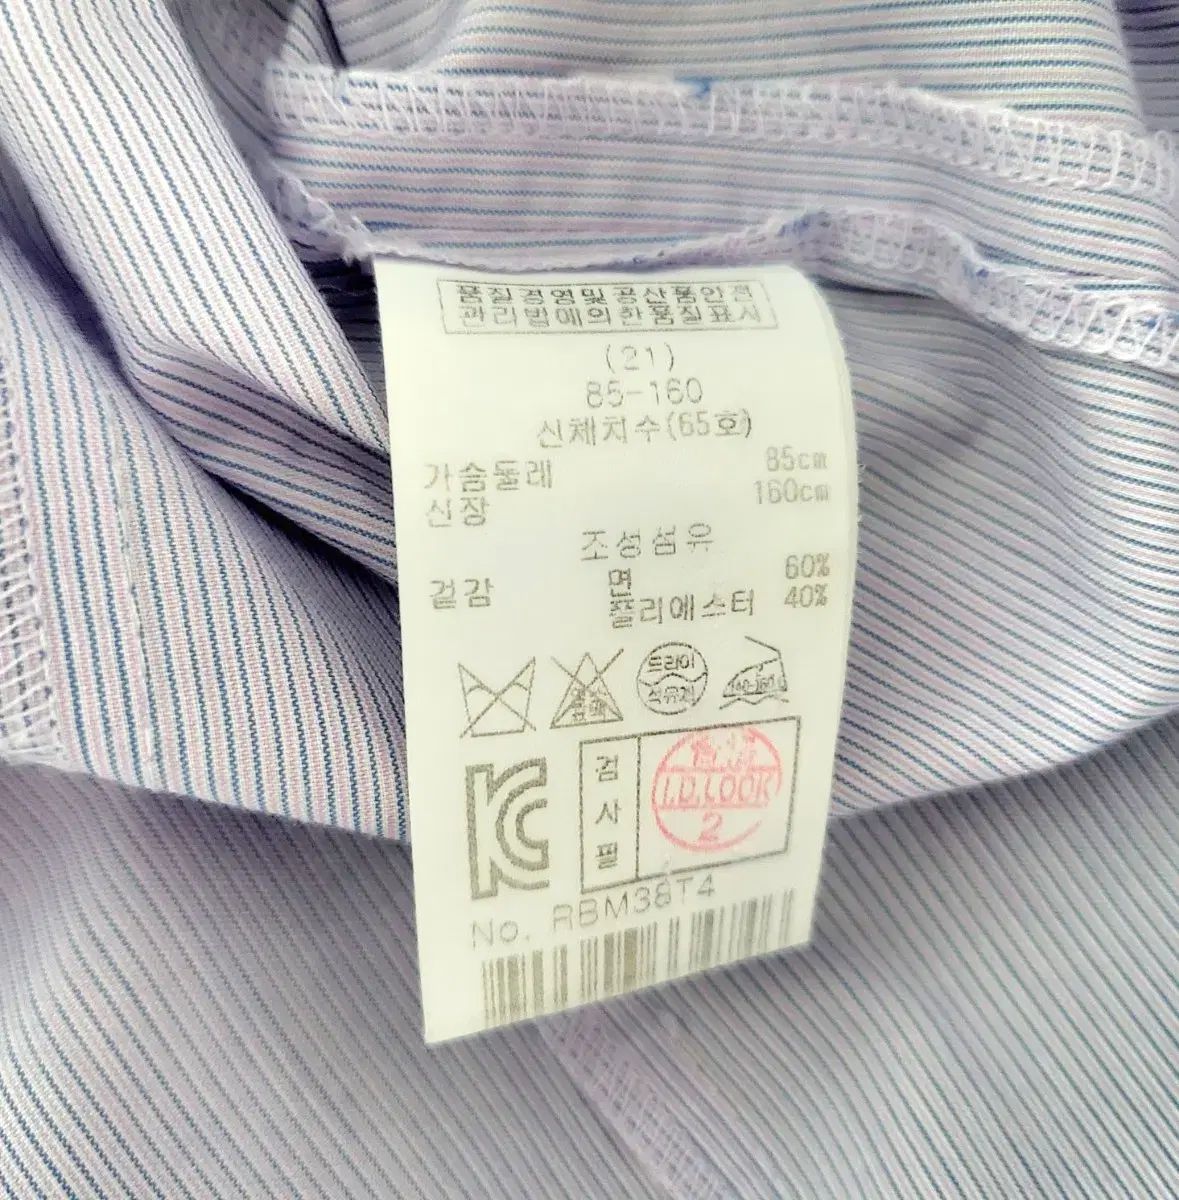 품질경영및공산품안전
관리법에의한품질표시
(21)
85-160
신체치수(65호)
가슴둘레 85cm
신장 160cm
조성섬유
겉감 면 60%
폴리에스터 40%
드라이
석유계
검사필
I.D.LOOK
2
No. RBM38T4